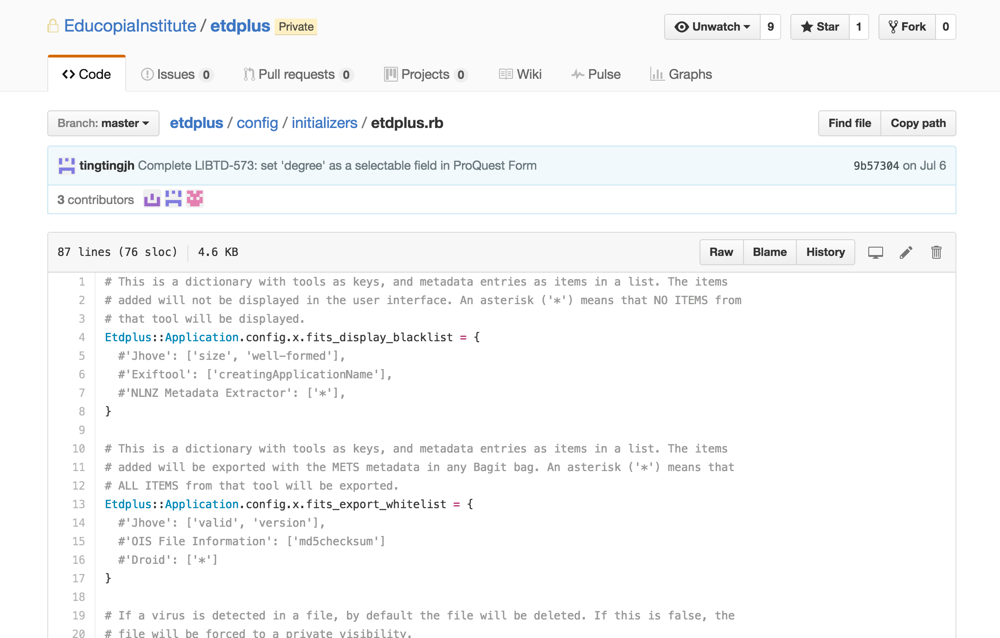 EducopiaInstitute / etdplus Private
Unwatch 9 Star 1 Fork 0
Code Issues 0 Pull requests 0 Projects 0 Wiki Pulse Graphs
Branch: master etdplus / config / initializers / etdplus.rb Find file Copy path
tingtingjh Complete LIBTD-573: set 'degree' as a selectable field in ProQuest Form 9b57304 on Jul 6
3 contributors
87 lines (76 sloc) 4.6 KB Raw Blame History
1 # This is a dictionary with tools as keys, and metadata entries as items in a list. The items
2 # added will not be displayed in the user interface. An asterisk ('*') means that NO ITEMS from
3 # that tool will be displayed.
4 Etdplus::Application.config.x.fits_display_blacklist = {
5 #'Jhove': ['size', 'well-formed'],
6 #'Exiftool': ['creatingApplicationName'],
7 #'NLNZ Metadata Extractor': ['*'],
8 }
9
10 # This is a dictionary with tools as keys, and metadata entries as items in a list. The items
11 # added will be exported with the METS metadata in any Bagit bag. An asterisk ('*') means that
12 # ALL ITEMS from that tool will be exported.
13 Etdplus::Application.config.x.fits_export_whitelist = {
14 #'Jhove': ['valid', 'version'],
15 #'OIS File Information': ['md5checksum']
16 #'Droid': ['*']
17 }
18
19 # If a virus is detected in a file, by default the file will be deleted. If this is false, the
20 # file will be forced to a private visibility.